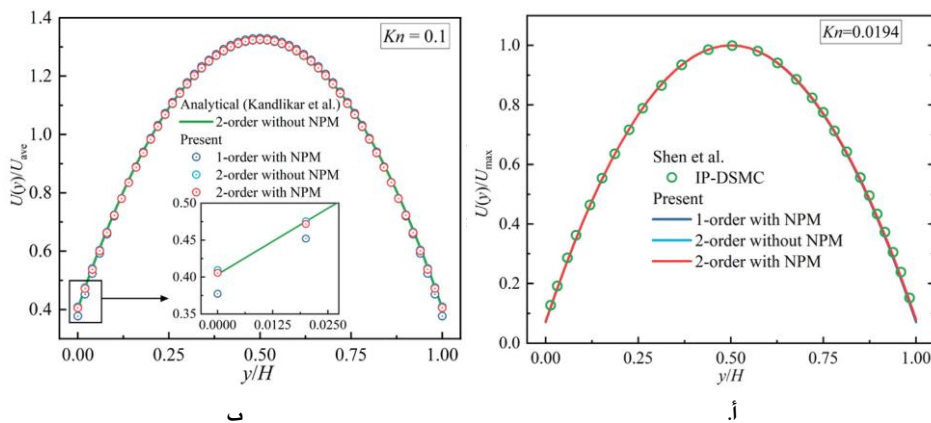 Kn = 0.1
Analytical (Kandlikar et al.)
2-order without NPM
Present
1-order with NPM
2-order without NPM
2-order with NPM
0.50
0.45
0.40
0.35
0.0000 0.0125 0.0250
1.4
1.2
1.0
0.8
0.6
0.4
U(y)/Uave
0.00 0.25 0.50 0.75 1.00
y/H
ب
Kn=0.0194
Shen et al.
IP-DSMC
Present
1-order with NPM
2-order without NPM
2-order with NPM
1.0
0.8
0.6
0.4
0.2
0.0
U(y)/Umax
0.00 0.25 0.50 0.75 1.00
y/H
أ.